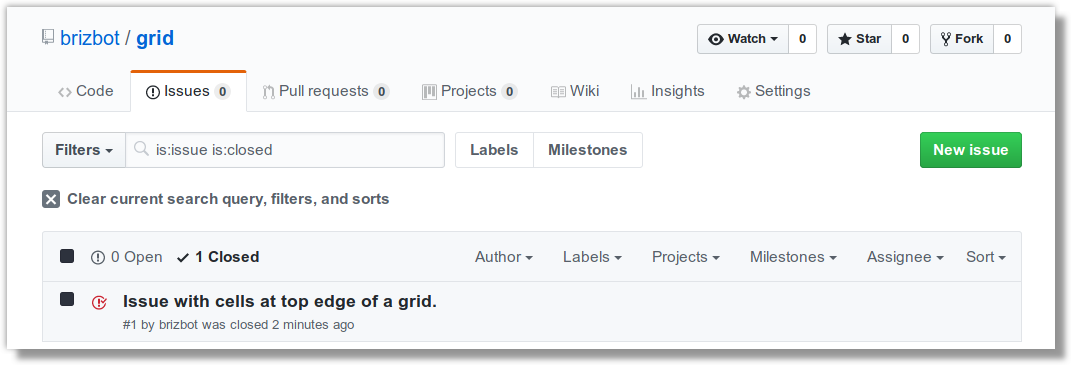 brizbot / grid
Watch 0 Star 0 Fork 0
Code Issues 0 Pull requests 0 Projects 0 Wiki Insights Settings
Filters is:issue is:closed Labels Milestones New issue
Clear current search query, filters, and sorts
0 Open 1 Closed Author Labels Projects Milestones Assignee Sort
Issue with cells at top edge of a grid.
#1 by brizbot was closed 2 minutes ago